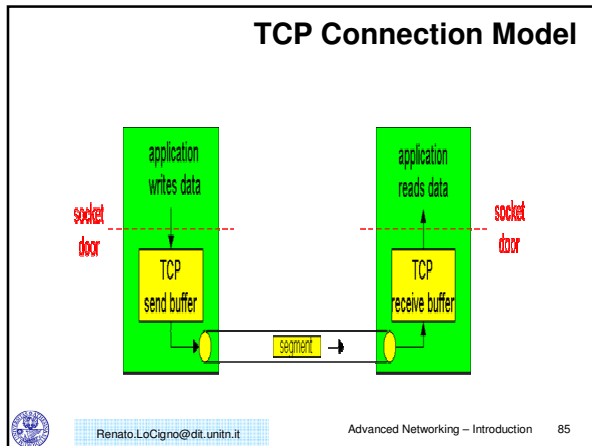 TCP Connection Model
application
writes data
application
reads data
socket
door
socket
door
TCP
send buffer
TCP
receive buffer
segment
Renato.LoCigno@dit.unitn.it
Advanced Networking – Introduction 85